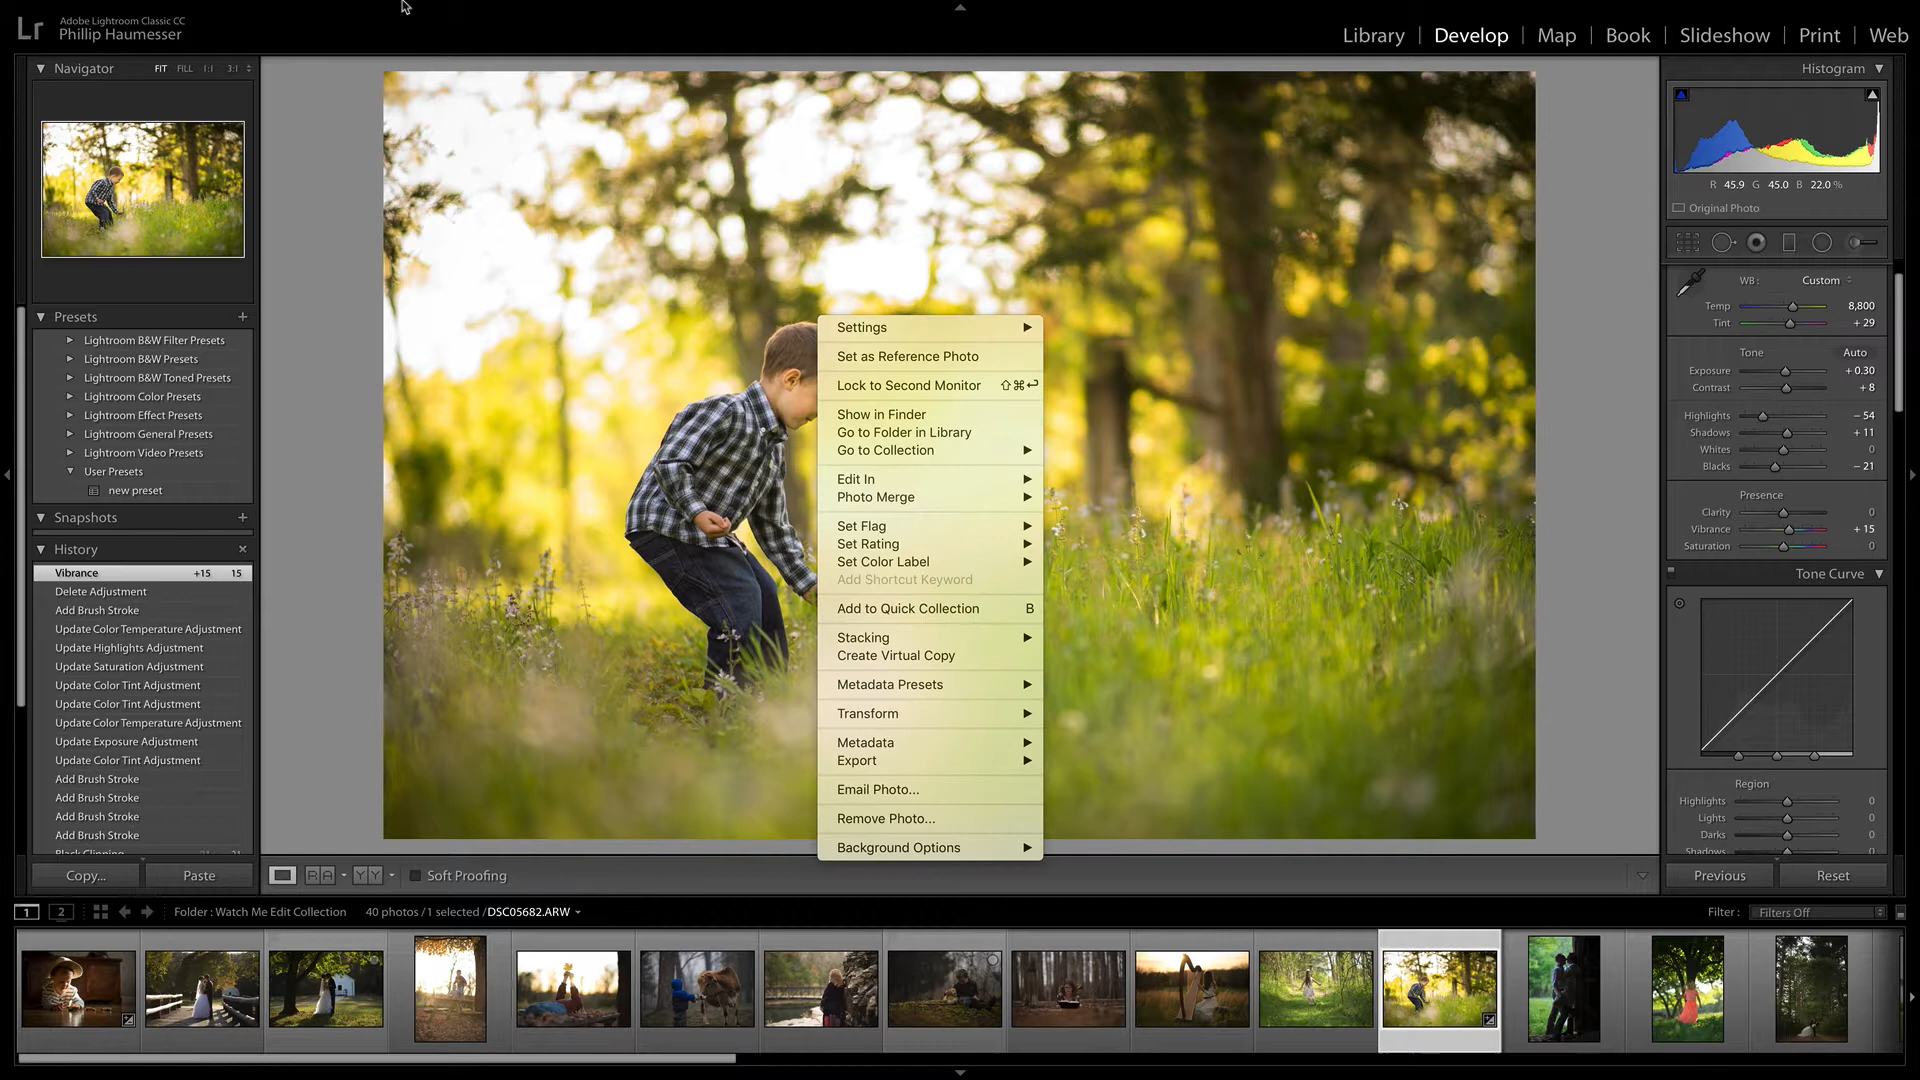 Lr
Adobe Lightroom Classic CC
Phillip Haumesser
Library | Develop | Map | Book | Slideshow | Print | Web
Navigator FIT FILL 1:1 3:1
Presets +
Lightroom B&W Filter Presets
Lightroom B&W Presets
Lightroom B&W Toned Presets
Lightroom Color Presets
Lightroom Effect Presets
Lightroom General Presets
Lightroom Video Presets
User Presets
new preset
Snapshots +
History ×
Vibrance +15 15
Delete Adjustment
Add Brush Stroke
Update Color Temperature Adjustment
Update Highlights Adjustment
Update Saturation Adjustment
Update Color Tint Adjustment
Update Color Tint Adjustment
Update Color Temperature Adjustment
Update Exposure Adjustment
Update Color Tint Adjustment
Add Brush Stroke
Add Brush Stroke
Add Brush Stroke
Add Brush Stroke
Copy... Paste
Settings
Set as Reference Photo
Lock to Second Monitor ⇧⌘↩
Show in Finder
Go to Folder in Library
Go to Collection
Edit In
Photo Merge
Set Flag
Set Rating
Set Color Label
Add Shortcut Keyword
Add to Quick Collection B
Stacking
Create Virtual Copy
Metadata Presets
Transform
Metadata
Export
Email Photo...
Remove Photo...
Background Options
RA YY Soft Proofing
Histogram
R 45.9 G 45.0 B 22.0 %
Original Photo
WB : Custom
Temp 8,800
Tint + 29
Tone Auto
Exposure + 0.30
Contrast + 8
Highlights − 54
Shadows + 11
Whites 0
Blacks − 21
Presence
Clarity 0
Vibrance + 15
Saturation 0
Tone Curve
Region
Highlights 0
Lights 0
Darks 0
Shadows 0
Previous Reset
1 2 Folder : Watch Me Edit Collection 40 photos / 1 selected / DSC05682.ARW
Filter : Filters Off